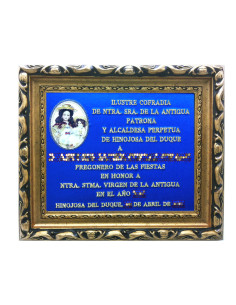 ILUSTRE COFRADIA
DE NTRA. SRA. DE LA ANTIGUA
PATRONA
Y ALCALDESA PERPETUA
DE HINOJOSA DEL DUQUE
A
PREGONERO DE LAS FIESTAS
EN HONOR A
NTRA. STMA. VIRGEN DE LA ANTIGUA
EN EL AÑO
HINOJOSA DEL DUQUE, DE ABRIL DE